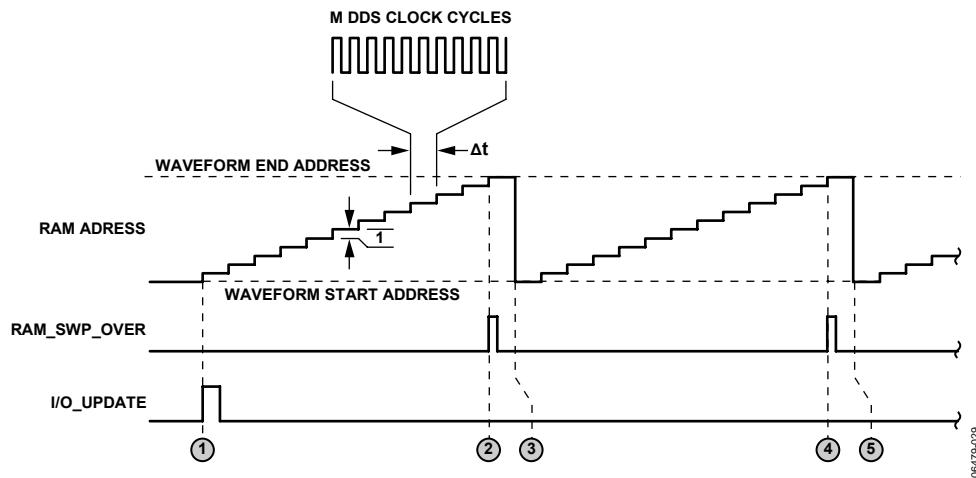 M DDS CLOCK CYCLES
Δt
WAVEFORM END ADDRESS
RAM ADRESS
1
WAVEFORM START ADDRESS
RAM_SWP_OVER
I/O_UPDATE
1 2 3 4 5
06479-029